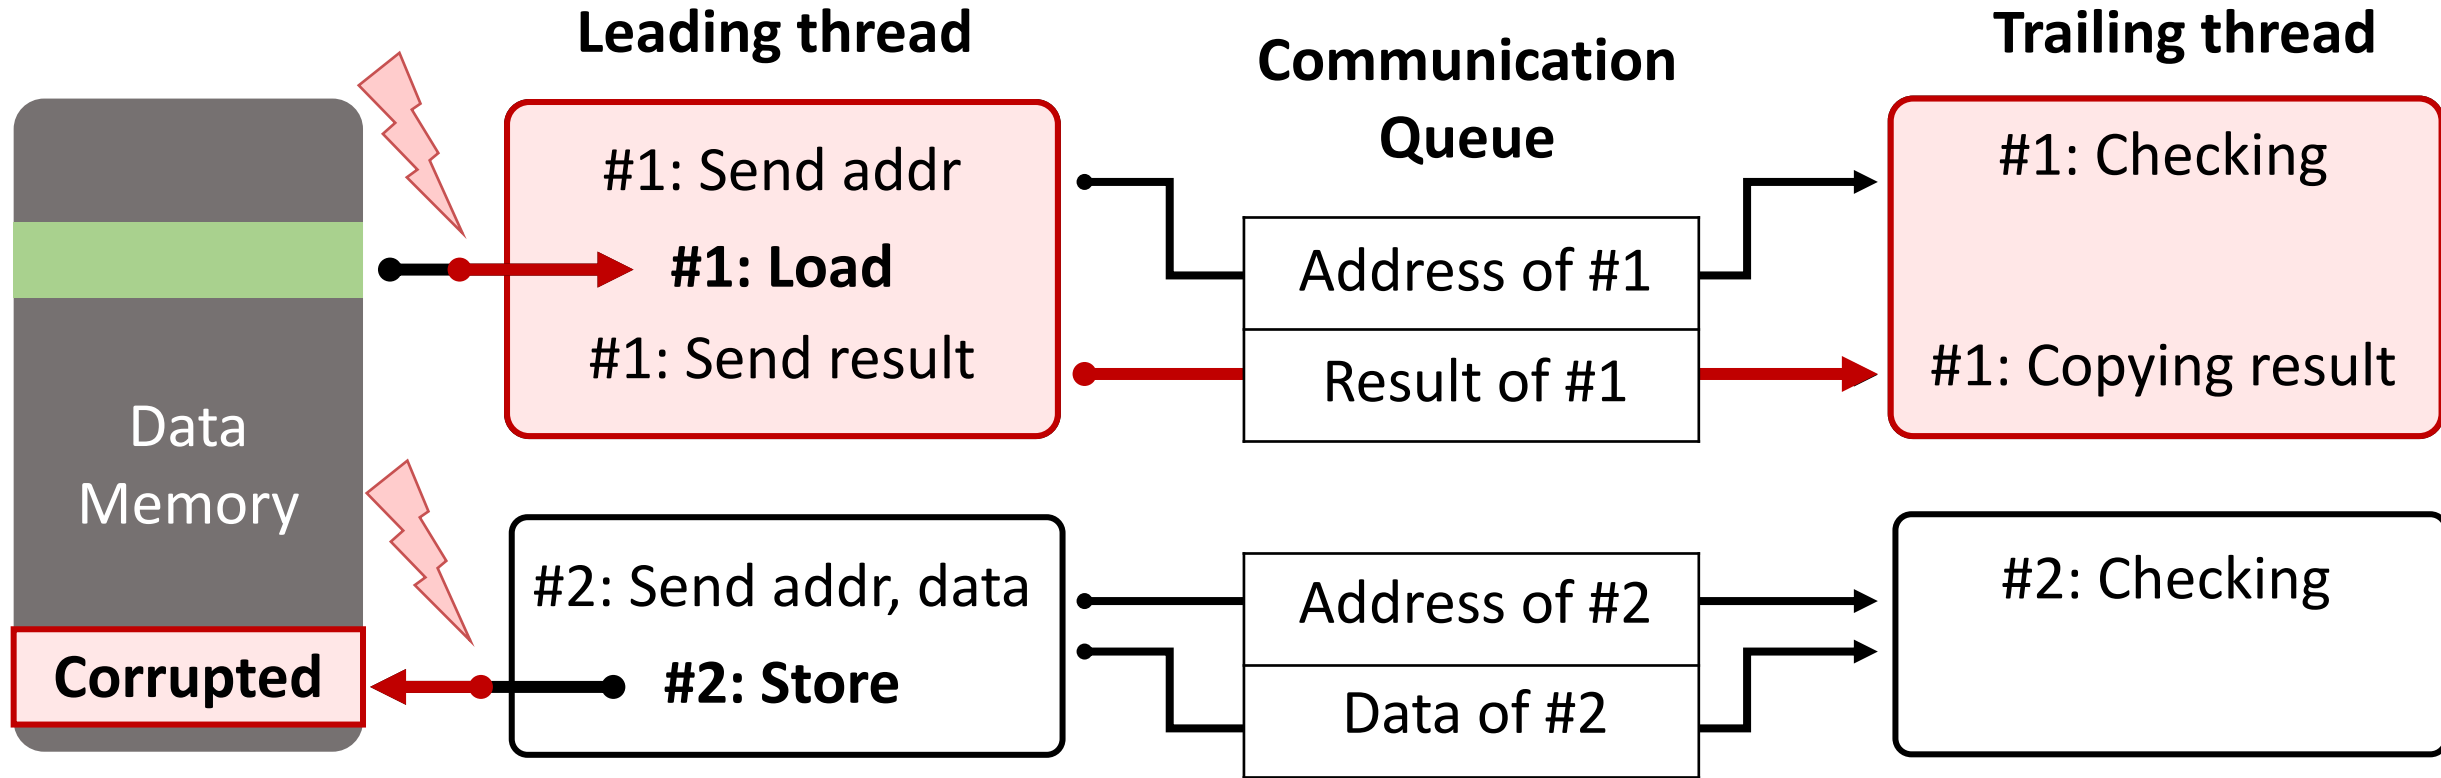 Leading thread
Communication
Queue
Trailing thread
Data
Memory
Corrupted
#1: Send addr
#1: Load
#1: Send result
Address of #1
Result of #1
#1: Checking
#1: Copying result
#2: Send addr, data
#2: Store
Address of #2
Data of #2
#2: Checking